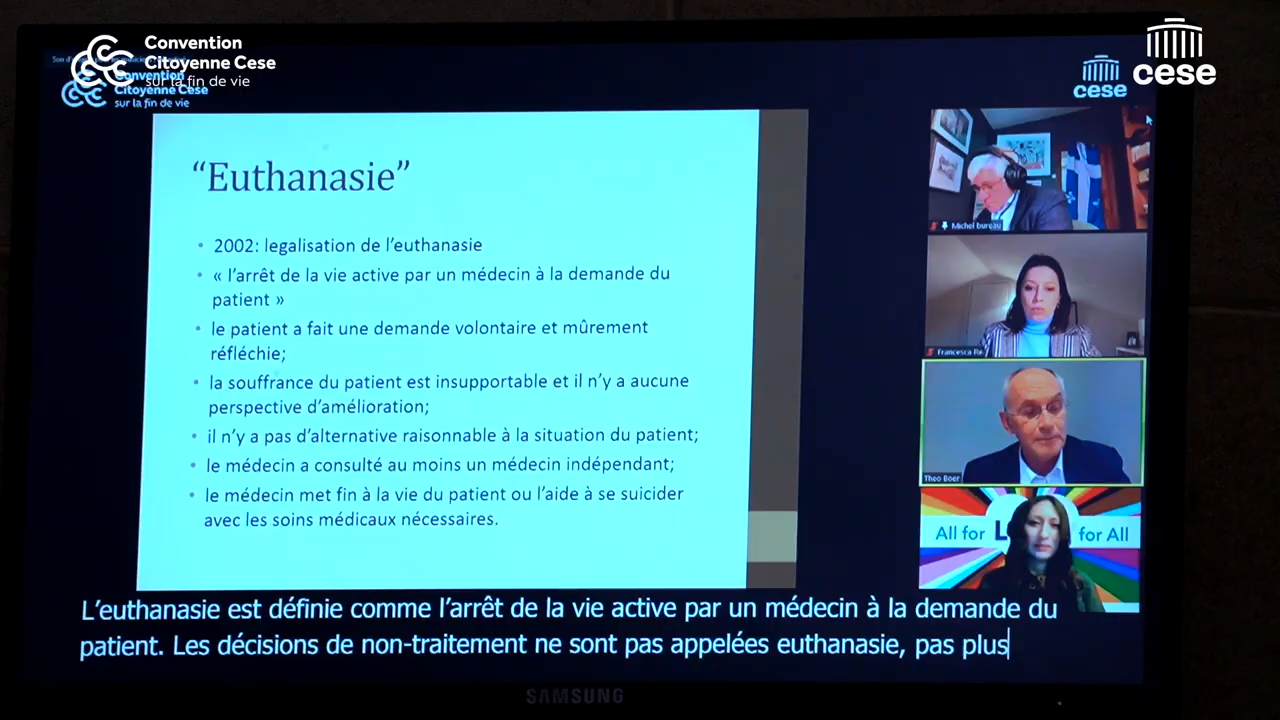 Convention
Citoyenne Cese
sur la fin de vie
cese
Convention
Citoyenne Cese
sur la fin de vie
cese
“Euthanasie”
• 2002: legalisation de l’euthanasie
• « l’arrêt de la vie active par un médecin à la demande du
patient »
• le patient a fait une demande volontaire et mûrement
réfléchie;
• la souffrance du patient est insupportable et il n’y a aucune
perspective d’amélioration;
• il n’y a pas d’alternative raisonnable à la situation du patient;
• le médecin a consulté au moins un médecin indépendant;
• le médecin met fin à la vie du patient ou l’aide à se suicider
avec les soins médicaux nécessaires.
Michel bureau
Francesca Re
Theo Boer
All for L for All
L’euthanasie est définie comme l’arrêt de la vie active par un médecin à la demande du
patient. Les décisions de non-traitement ne sont pas appelées euthanasie, pas plus
SAMSUNG